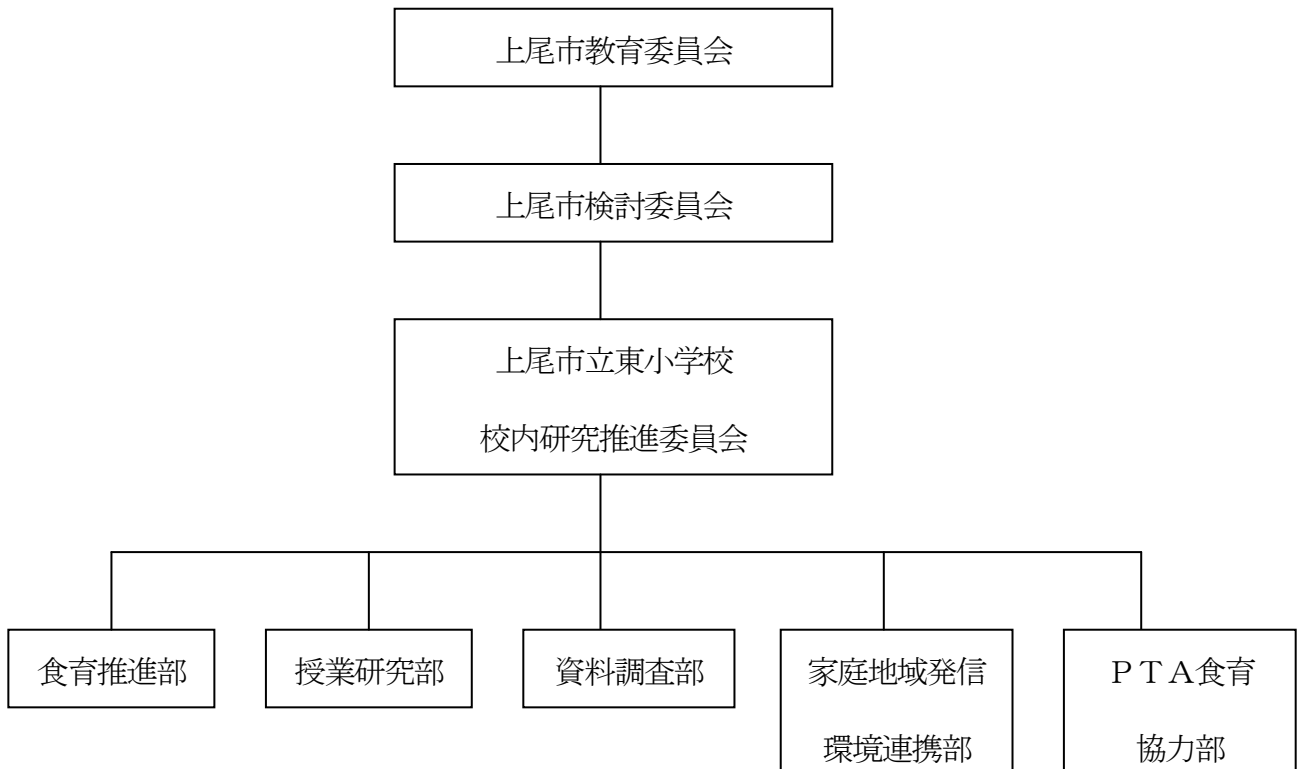 上尾市教育委員会
上尾市検討委員会
上尾市立東小学校
校内研究推進委員会
食育推進部
授業研究部
資料調査部
家庭地域発信
環境連携部
ＰＴＡ食育
協力部